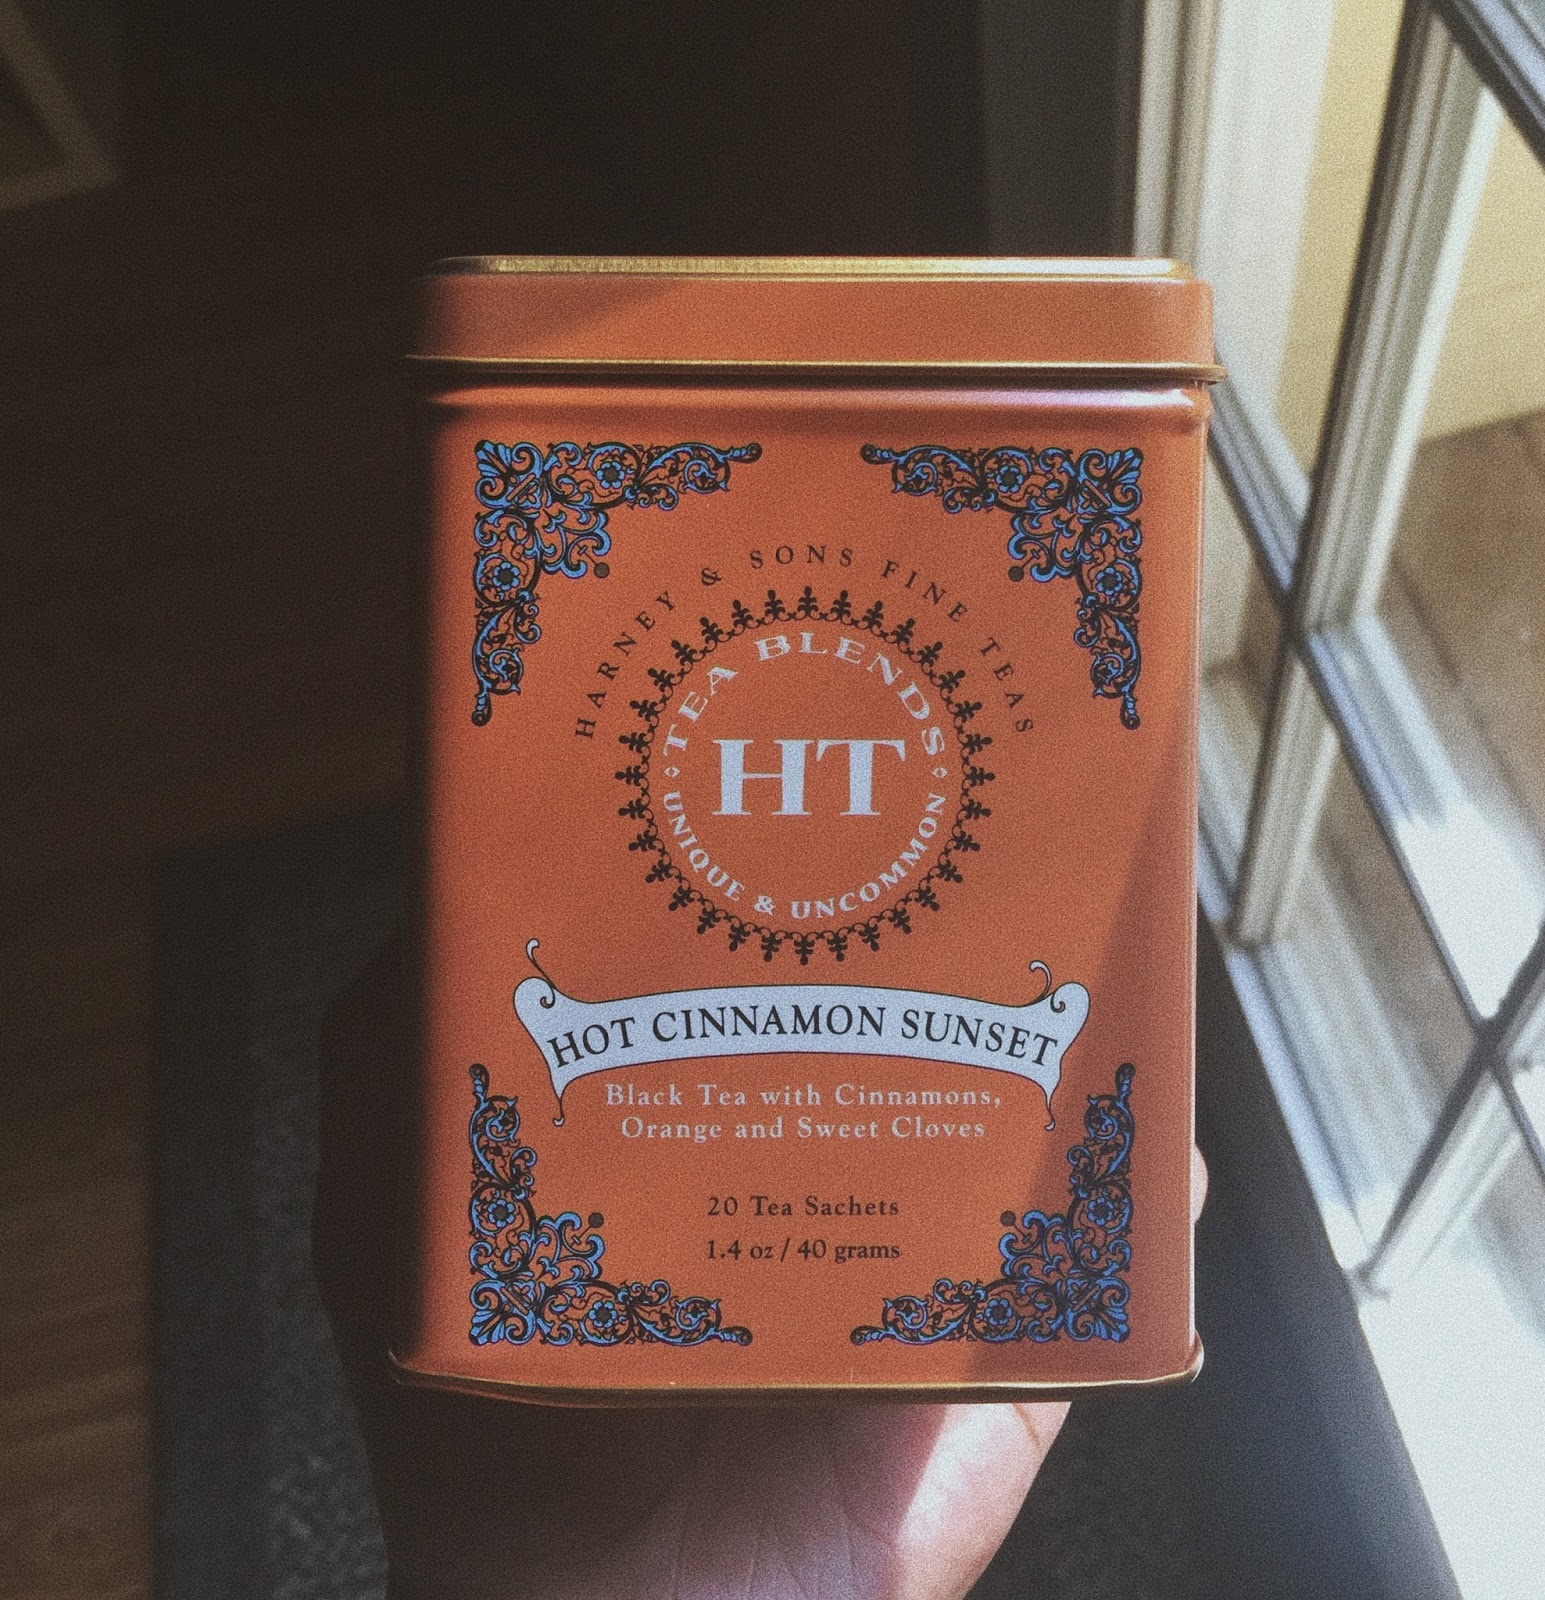 HARNEY & SONS FINE TEAS
TEA BLENDS
HT
UNIQUE & UNCOMMON
HOT CINNAMON SUNSET
Black Tea with Cinnamons,
Orange and Sweet Cloves
20 Tea Sachets
1.4 oz / 40 grams